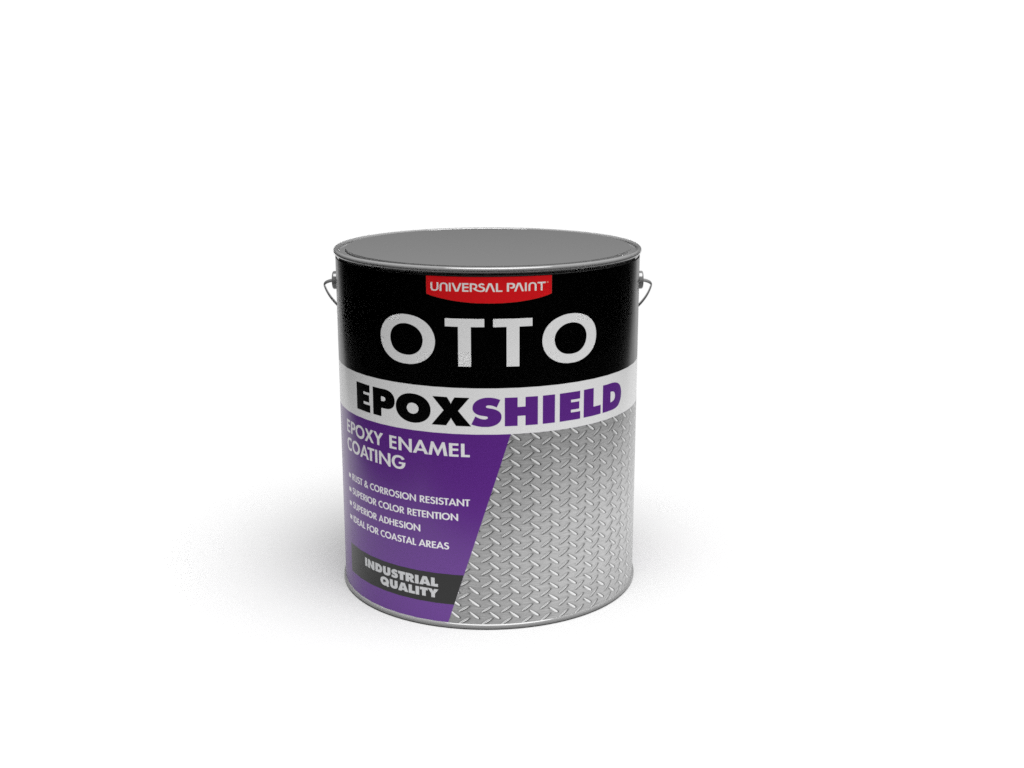 UNIVERSAL PAINT
OTTO
EPOXSHIELD
EPOXY ENAMEL
COATING
• RUST & CORROSION RESISTANT
• SUPERIOR COLOR RETENTION
• SUPERIOR ADHESION
• IDEAL FOR COASTAL AREAS
INDUSTRIAL
QUALITY